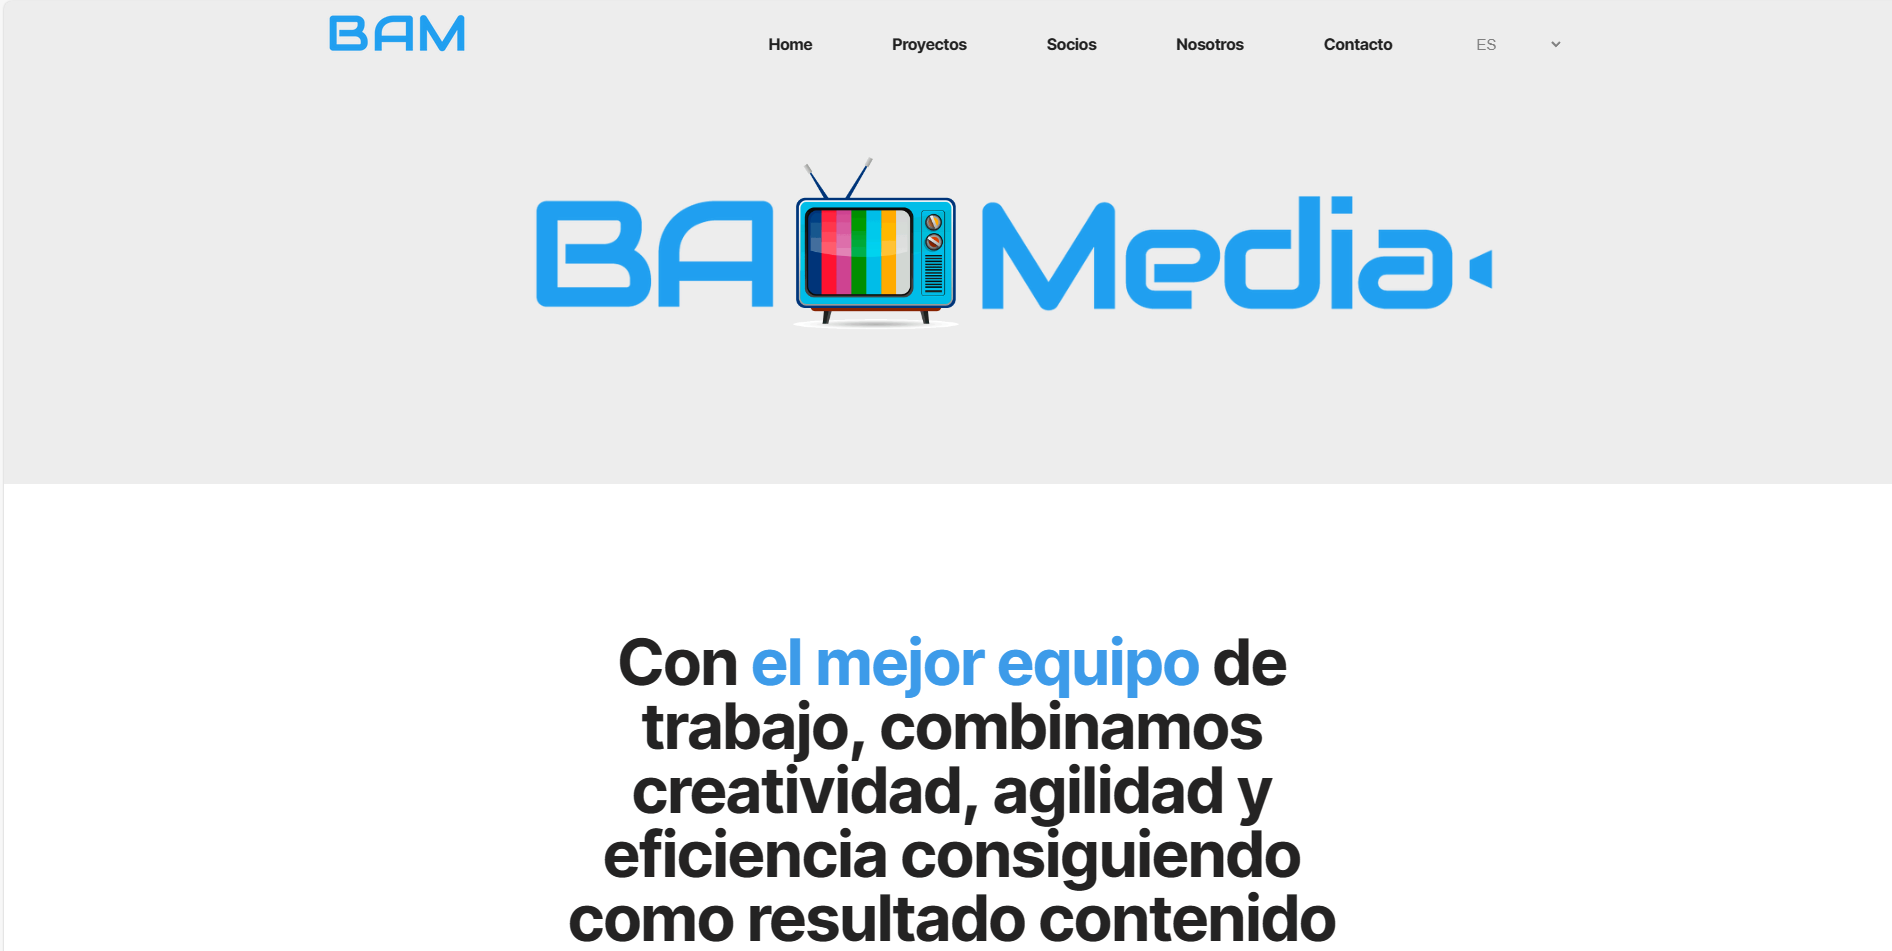 BAM
Home Proyectos Socios Nosotros Contacto ES
BA Media
Con el mejor equipo de
trabajo, combinamos
creatividad, agilidad y
eficiencia consiguiendo
como resultado contenido